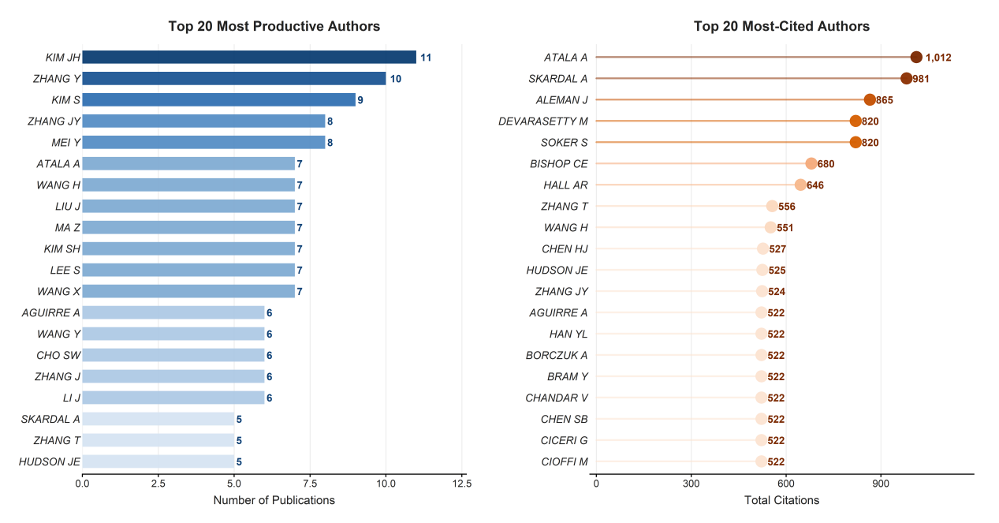 Top 20 Most Productive Authors
KIM JH 11
ZHANG Y 10
KIM S 9
ZHANG JY 8
MEI Y 8
ATALA A 7
WANG H 7
LIU J 7
MA Z 7
KIM SH 7
LEE S 7
WANG X 7
AGUIRRE A 6
WANG Y 6
CHO SW 6
ZHANG J 6
LI J 6
SKARDAL A 5
ZHANG T 5
HUDSON JE 5
0.0 2.5 5.0 7.5 10.0 12.5
Number of Publications
Top 20 Most-Cited Authors
ATALA A 1,012
SKARDAL A 981
ALEMAN J 865
DEVARASETTY M 820
SOKER S 820
BISHOP CE 680
HALL AR 646
ZHANG T 556
WANG H 551
CHEN HJ 527
HUDSON JE 525
ZHANG JY 524
AGUIRRE A 522
HAN YL 522
BORCZUK A 522
BRAM Y 522
CHANDAR V 522
CHEN SB 522
CICERI G 522
CIOFFI M 522
0 300 600 900
Total Citations